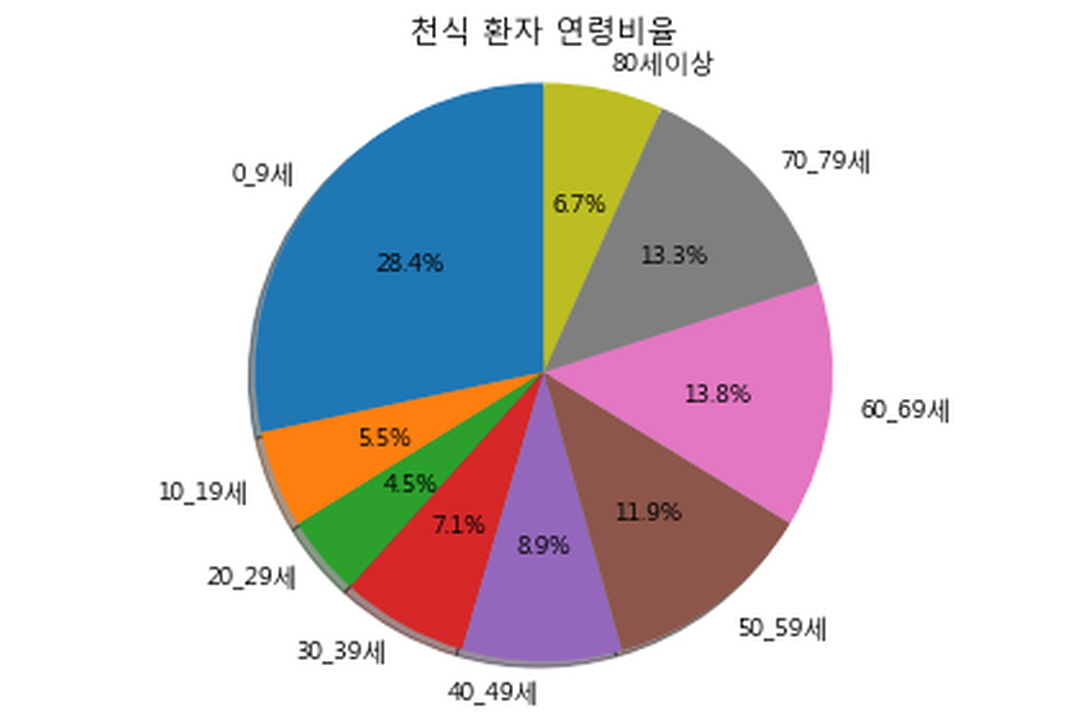 천식 환자 연령비율
80세이상
70_79세
0_9세
6.7%
13.3%
28.4%
13.8%
60_69세
5.5%
4.5%
10_19세
7.1%
11.9%
8.9%
20_29세
50_59세
30_39세
40_49세